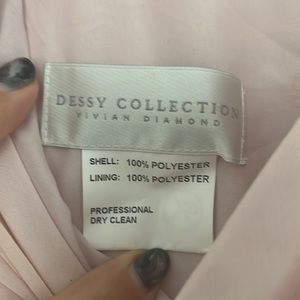 DESSY COLLECTION
VIVIAN DIAMOND
SHELL: 100% POLYESTER
LINING: 100% POLYESTER
PROFESSIONAL
DRY CLEAN